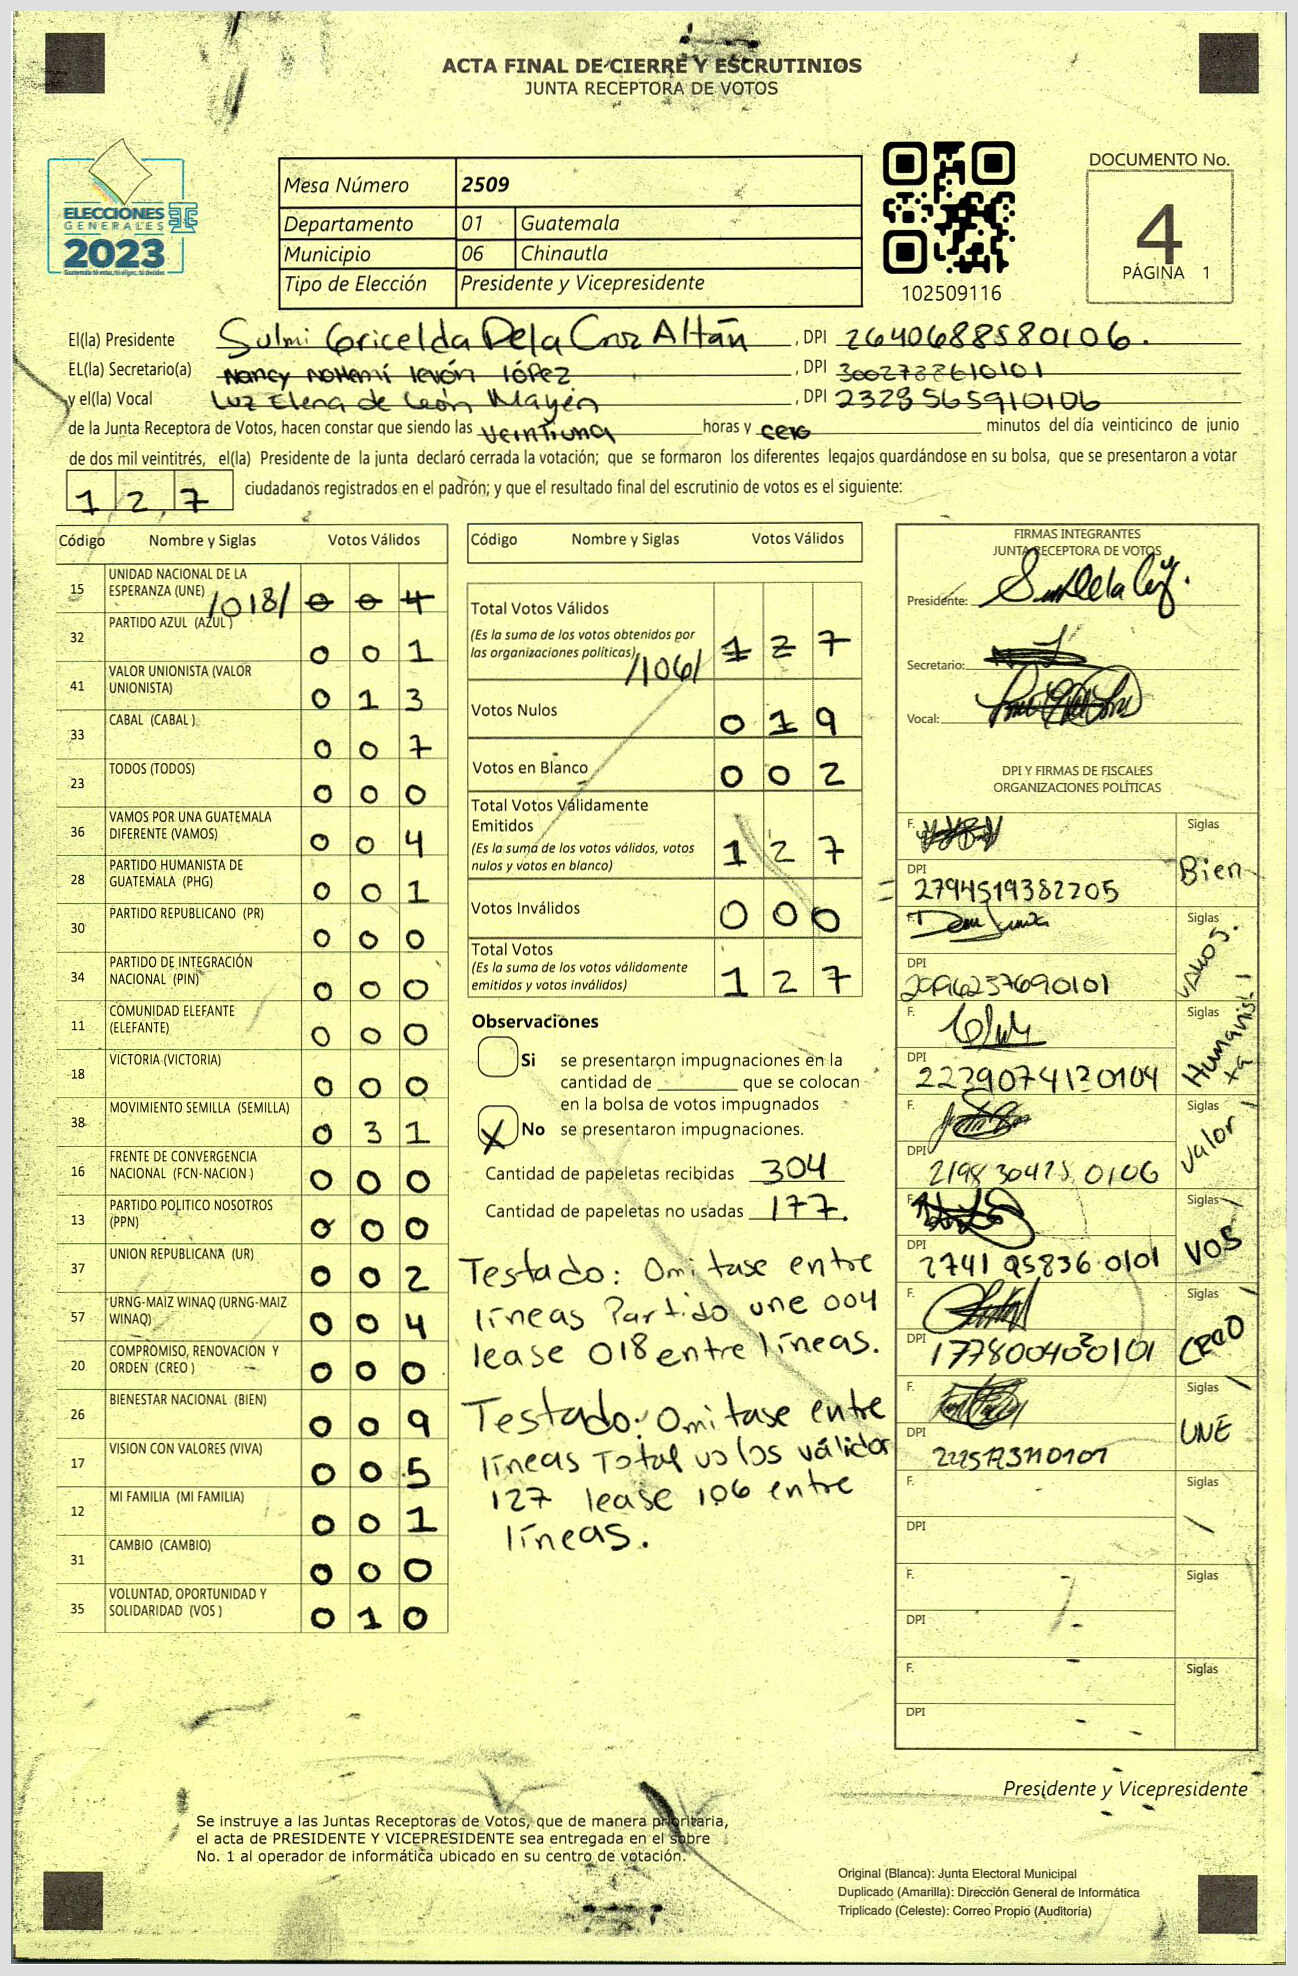 ACTA FINAL DE CIERRE Y ESCRUTINIOS
JUNTA RECEPTORA DE VOTOS
ELECCIONES
GENERALES
2023
Mesa Número 2509
Departamento 01 Guatemala
Municipio 06 Chinautla
Tipo de Elección Presidente y Vicepresidente
102509116
DOCUMENTO No.
4
PÁGINA 1
El(la) Presidente Sulmi Gricelda De la Cruz Altán, DPI 2640688580106.
EL(la) Secretario(a) Nancy Nohemí López, DPI 3002788610101
y el(la) Vocal Luz Elena de León Mayén, DPI 2328565910106
de la Junta Receptora de Votos, hacen constar que siendo las veintiuna horas y cero minutos del día veinticinco de junio
de dos mil veintitrés, el(la) Presidente de la junta declaró cerrada la votación; que se formaron los diferentes legajos guardándose en su bolsa, que se presentaron a votar
127 ciudadanos registrados en el padrón; y que el resultado final del escrutinio de votos es el siguiente:
Código Nombre y Siglas Votos Válidos
15 UNIDAD NACIONAL DE LA
ESPERANZA (UNE) /018/ 0 0 4
32 PARTIDO AZUL (AZUL) 0 0 1
41 VALOR UNIONISTA (VALOR
UNIONISTA) 0 1 3
33 CABAL (CABAL) 0 0 7
23 TODOS (TODOS) 0 0 0
36 VAMOS POR UNA GUATEMALA
DIFERENTE (VAMOS) 0 0 4
28 PARTIDO HUMANISTA DE
GUATEMALA (PHG) 0 0 1
30 PARTIDO REPUBLICANO (PR) 0 0 0
34 PARTIDO DE INTEGRACIÓN
NACIONAL (PIN) 0 0 0
11 COMUNIDAD ELEFANTE
(ELEFANTE) 0 0 0
18 VICTORIA (VICTORIA) 0 0 0
38 MOVIMIENTO SEMILLA (SEMILLA) 0 3 1
16 FRENTE DE CONVERGENCIA
NACIONAL (FCN-NACION) 0 0 0
13 PARTIDO POLITICO NOSOTROS
(PPN) 0 0 0
37 UNION REPUBLICANA (UR) 0 0 2
57 URNG-MAIZ WINAQ (URNG-MAIZ
WINAQ) 0 0 4
20 COMPROMISO, RENOVACION Y
ORDEN (CREO) 0 0 0
26 BIENESTAR NACIONAL (BIEN) 0 0 9
17 VISION CON VALORES (VIVA) 0 0 5
12 MI FAMILIA (MI FAMILIA) 0 0 1
31 CAMBIO (CAMBIO) 0 0 0
35 VOLUNTAD, OPORTUNIDAD Y
SOLIDARIDAD (VOS) 0 1 0
Código Nombre y Siglas Votos Válidos
Total Votos Válidos
(Es la suma de los votos obtenidos por
las organizaciones políticas) /106/ 1 2 7
Votos Nulos 0 1 9
Votos en Blanco 0 0 2
Total Votos Válidamente
Emitidos
(Es la suma de los votos válidos, votos
nulos y votos en blanco) 1 2 7
Votos Inválidos 0 0 0
Total Votos
(Es la suma de los votos válidamente
emitidos y votos inválidos) 1 2 7
Observaciones
Si se presentaron impugnaciones en la
cantidad de ________ que se colocan
en la bolsa de votos impugnados
X No se presentaron impugnaciones.
Cantidad de papeletas recibidas 304
Cantidad de papeletas no usadas 177.
Testado: Omitase entre
líneas Partido une 004
lease 018 entre líneas.
Testado: Omitase entre
líneas Total votos válidos
127 lease 106 entre
líneas.
FIRMAS INTEGRANTES
JUNTA RECEPTORA DE VOTOS
Presidente:
Secretario:
Vocal:
DPI Y FIRMAS DE FISCALES
ORGANIZACIONES POLÍTICAS
F. Siglas Bien
DPI 2794519382205
F. Siglas Vamos.
DPI 2096237690101
F. Siglas Humanista
DPI 2229074120104
F. Siglas Valor
DPI 2198304250106
F. Siglas VOS
DPI 2741958360101
F. Siglas CREO
DPI
F. Siglas UNE
DPI
F. Siglas
DPI
F. Siglas
DPI
F. Siglas
DPI
Presidente y Vicepresidente
Se instruye a las Juntas Receptoras de Votos, que de manera prioritaria,
el acta de PRESIDENTE Y VICEPRESIDENTE sea entregada en el sobre
No. 1 al operador de informática ubicado en su centro de votación.
Original (Blanca): Junta Electoral Municipal
Duplicado (Amarilla): Dirección General de Informática
Triplicado (Celeste): Correo Propio (Auditoría)